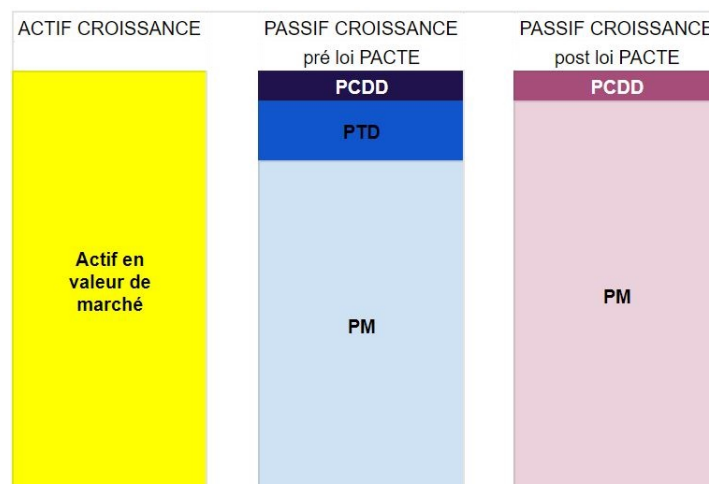 ACTIF CROISSANCE
PASSIF CROISSANCE
pré loi PACTE
PASSIF CROISSANCE
post loi PACTE
PCDD
PCDD
PTD
Actif en
valeur de
marché
PM
PM